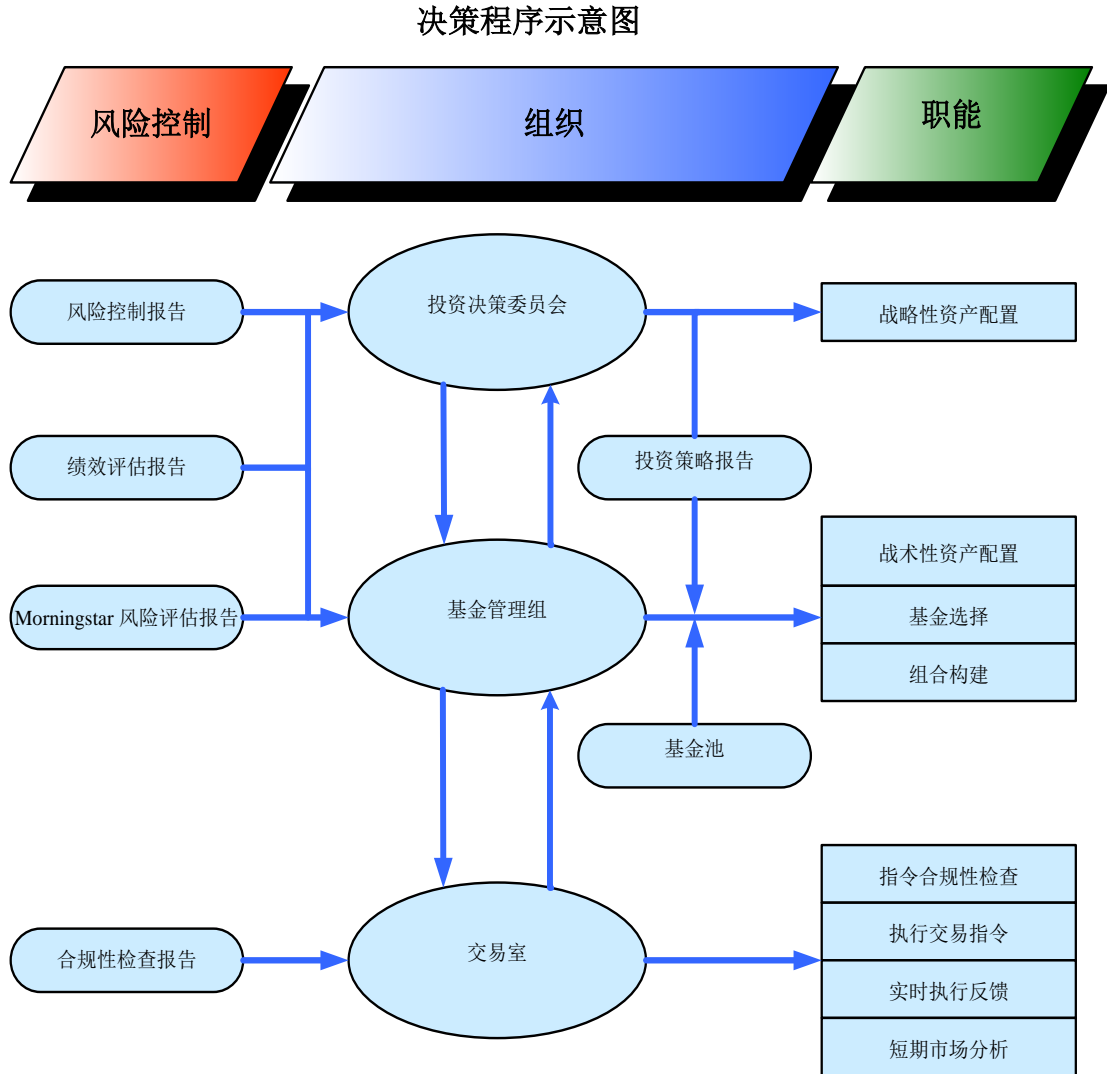 决策程序示意图
风险控制
组织
职能
风险控制报告
投资决策委员会
战略性资产配置
绩效评估报告
投资策略报告
战术性资产配置
Morningstar 风险评估报告
基金管理组
基金选择
组合构建
基金池
指令合规性检查
执行交易指令
合规性检查报告
交易室
实时执行反馈
短期市场分析